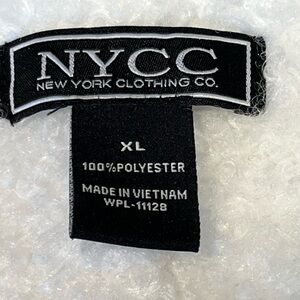 NYCC
NEW YORK CLOTHING CO.
XL
100%POLYESTER
MADE IN VIETNAM
WPL-11128